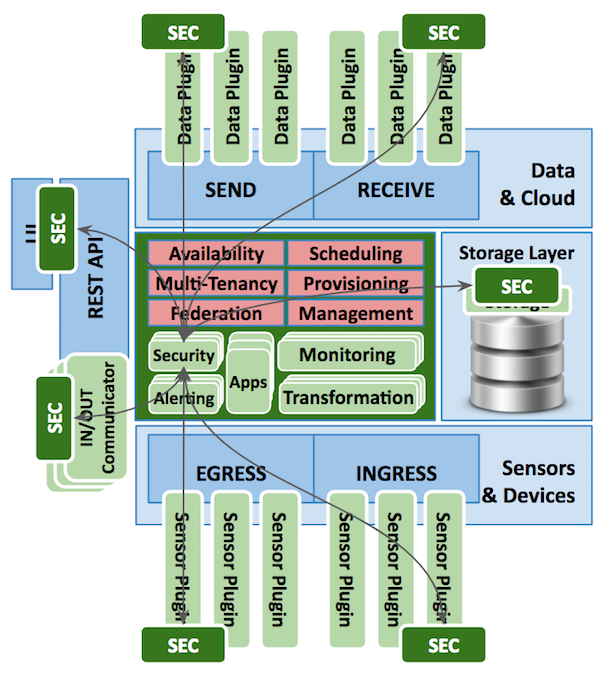 SEC
SEC
Data Plugin
Data Plugin
Data Plugin
Data Plugin
Data Plugin
Data Plugin
SEND
RECEIVE
Data
& Cloud
SEC
REST API
Availability
Scheduling
Multi-Tenancy
Provisioning
Federation
Management
Security
Apps
Monitoring
Alerting
Transformation
Storage Layer
SEC
Storage
SEC
IN/OUT
Communicator
EGRESS
INGRESS
Sensors
& Devices
Sensor Plugin
Sensor Plugin
Sensor Plugin
Sensor Plugin
Sensor Plugin
Sensor Plugin
SEC
SEC